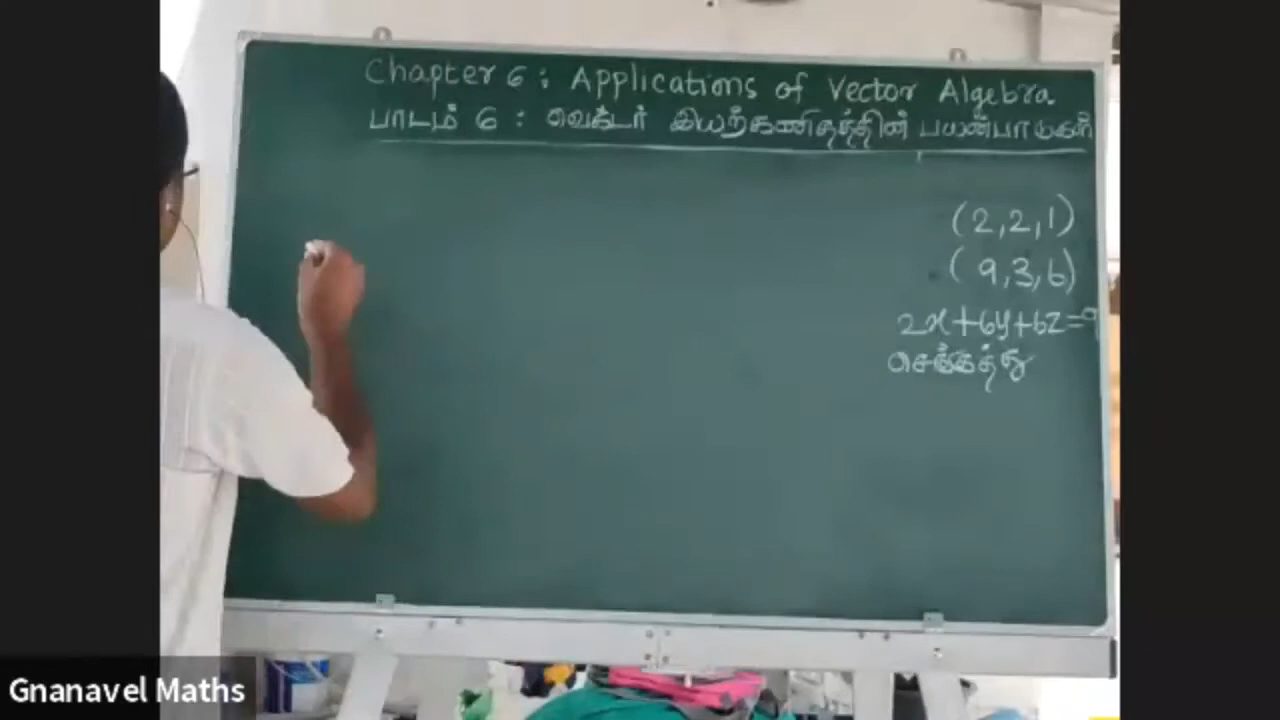 Chapter 6 : Applications of Vector Algebra
பாடம் 6 : வெக்டர் இயற்கணிதத்தின் பயன்பாடுகள்
(2,2,1)
(9,3,6)
2x+6y+6z=9
செங்குத்து
Gnanavel Maths